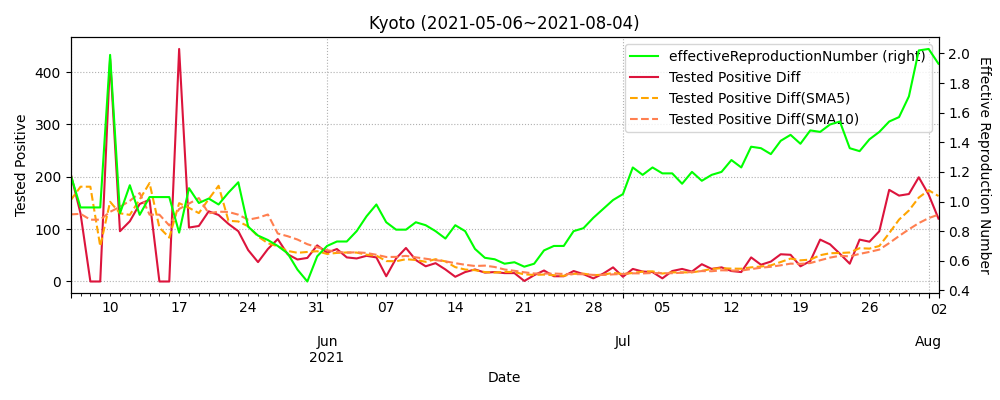 Kyoto (2021-05-06~2021-08-04)
effectiveReproductionNumber (right)
Tested Positive Diff
Tested Positive Diff(SMA5)
Tested Positive Diff(SMA10)
Tested Positive
400
300
200
100
0
2.0
1.8
1.6
1.4
1.2
1.0
0.8
0.6
0.4
Effective Reproduction Number
10 17 24 31 07 14 21 28 05 12 19 26 02
Jun Jul Aug
2021
Date